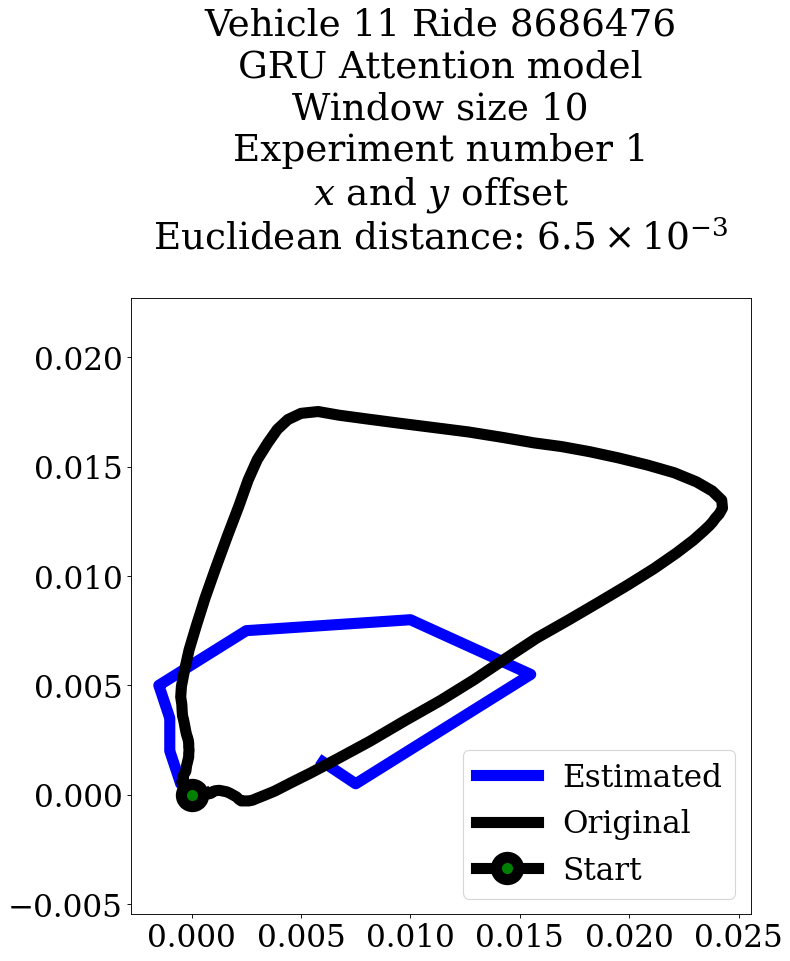 Vehicle 11 Ride 8686476
GRU Attention model
Window size 10
Experiment number 1
x and y offset
Euclidean distance: 6.5 × 10⁻³
0.020
0.015
0.010
0.005
0.000
−0.005
Estimated
Original
Start
0.000 0.005 0.010 0.015 0.020 0.025